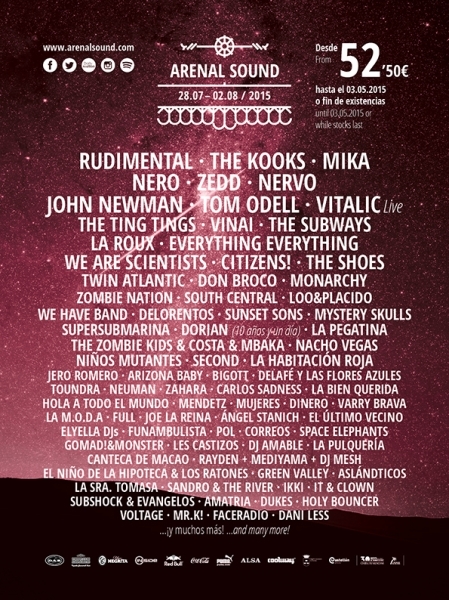 www.arenalsound.com
ARENAL SOUND
28.07 – 02.08 / 2015
Desde
From
52'50€
hasta el 03.05.2015
o fin de existencias
until 03.05.2015 or
while stocks last
RUDIMENTAL · THE KOOKS · MIKA
NERO · ZEDD · NERVO
JOHN NEWMAN · TOM ODELL · VITALIC Live
THE TING TINGS · VINAI · THE SUBWAYS
LA ROUX · EVERYTHING EVERYTHING
WE ARE SCIENTISTS · CITIZENS! · THE SHOES
TWIN ATLANTIC · DON BROCO · MONARCHY
ZOMBIE NATION · SOUTH CENTRAL · LOO&PLACIDO
WE HAVE BAND · DELORENTOS · SUNSET SONS · MYSTERY SKULLS
SUPERSUBMARINA · DORIAN (10 años y un día) · LA PEGATINA
THE ZOMBIE KIDS & COSTA & MBAKA · NACHO VEGAS
NIÑOS MUTANTES · SECOND · LA HABITACIÓN ROJA
JERO ROMERO · ARIZONA BABY · BIGOTT · DELAFÉ Y LAS FLORES AZULES
TOUNDRA · NEUMAN · ZAHARA · CARLOS SADNESS · LA BIEN QUERIDA
HOLA A TODO EL MUNDO · MENDETZ · MUJERES · DINERO · VARRY BRAVA
LA M.O.D.A · FULL · JOE LA REINA · ÁNGEL STANICH · EL ÚLTIMO VECINO
ELYELLA DJs · FUNAMBULISTA · POL · CORREOS · SPACE ELEPHANTS
GOMAD!&MONSTER · LES CASTIZOS · DJ AMABLE · LA PULQUERÍA
CANTECA DE MACAO · RAYDEN + MEDIYAMA + DJ MESH
EL NIÑO DE LA HIPOTECA & LOS RATONES · GREEN VALLEY · ASLÁNDTICOS
LA SRA. TOMASA · SANDRO & THE RIVER · IKKI · IT & CLOWN
SUBSHOCK & EVANGELOS · AMATRIA · DUKES · HOLY BOUNCER
VOLTAGE · MR.K! · FACERADIO · DANI LESS
...¡y muchos más! ...and many more!
NEGRITA
Red Bull
Coca-Cola
PUMA
ALSA